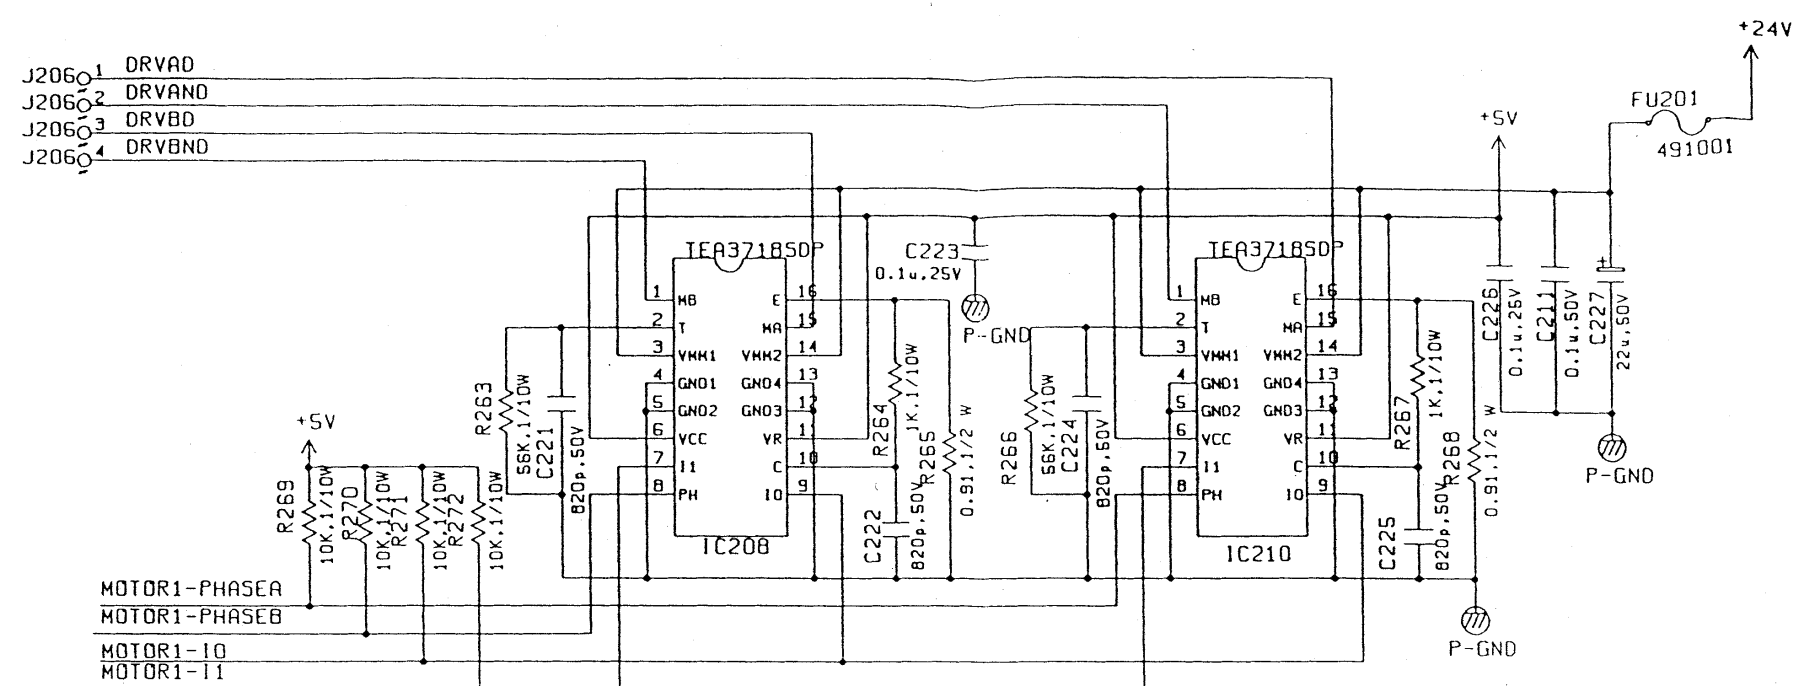 +24V
J206 1 DRVAD
J206 2 DRVAND
J206 3 DRVBD
J206 4 DRVBND
FU201
491001
+5V
TEA3718SDP
1 MB
2 T
3 VMM1
4 GND1
5 GND2
6 VCC
7 I1
8 PH
E 16
MA 15
VMM2 14
GND4 13
GND3 12
VR 11
C 10
IO 9
IC208
C223
0.1u,25V
P-GND
TEA3718SDP
1 MB
2 T
3 VMM1
4 GND1
5 GND2
6 VCC
7 I1
8 PH
E 16
MA 15
VMM2 14
GND4 13
GND3 12
VR 11
C 10
IO 9
IC210
C226
0.1u,25V
C211
0.1u,50V
+
C227
22u,50V
P-GND
R263
56K,1/10W
C221
820p,50V
R264
1K,1/10W
R265
0.91,1/2 W
C222
820p,50V
R266
56K,1/10W
C224
820p,50V
R267
1K,1/10W
R268
0.91,1/2 W
C225
820p,50V
P-GND
+5V
R269
10K,1/10W
R270
10K,1/10W
R271
10K,1/10W
R272
10K,1/10W
MOTOR1-PHASEA
MOTOR1-PHASEB
MOTOR1-I0
MOTOR1-I1